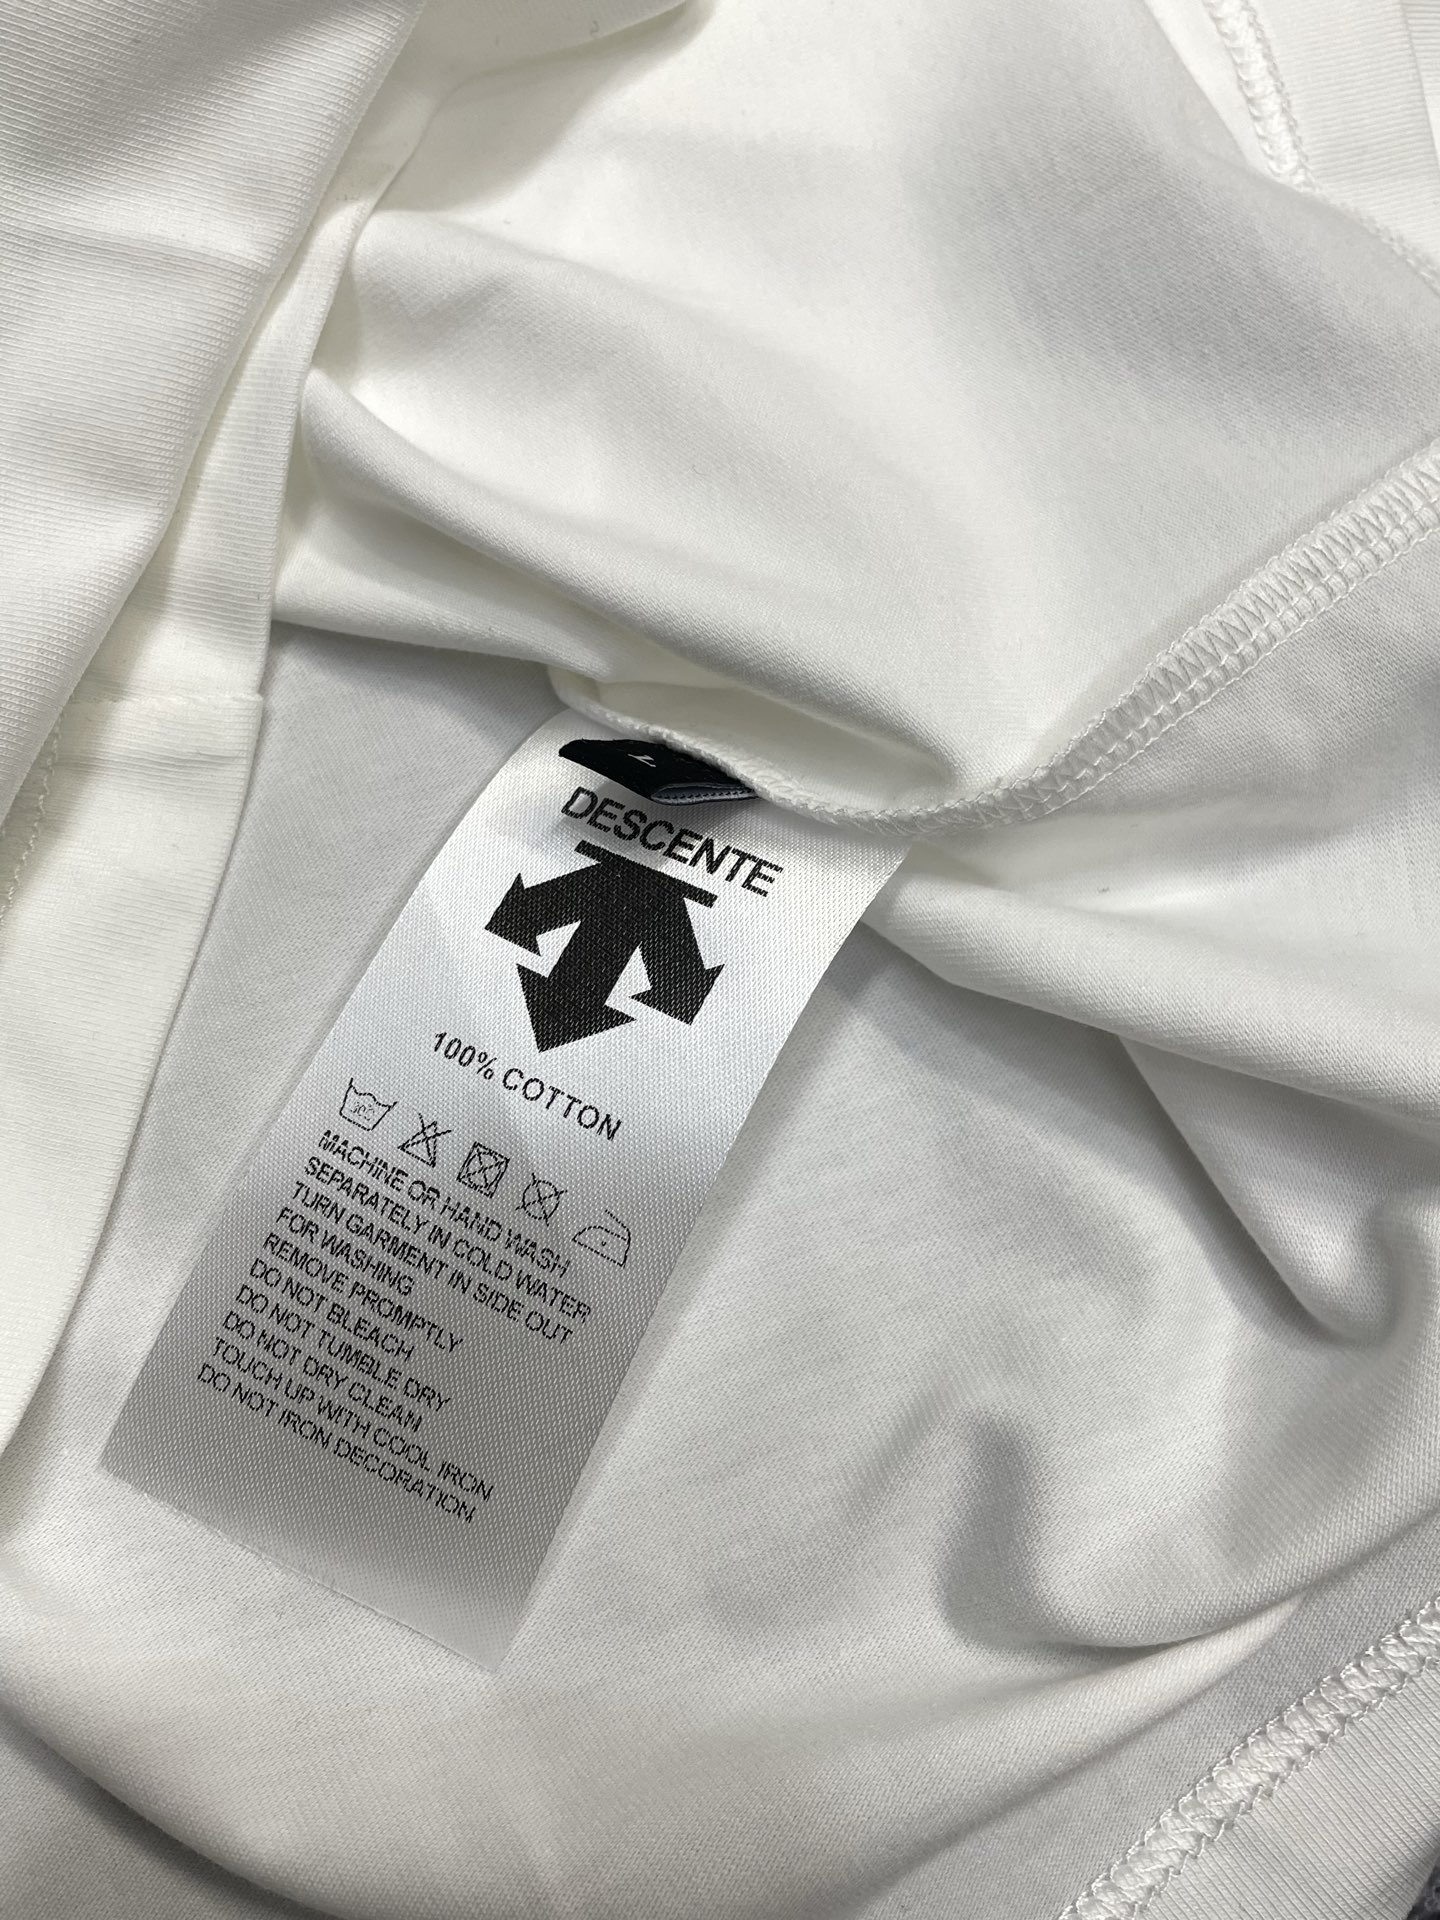 DESCENTE
100% COTTON
MACHINE OR HAND WASH
SEPARATELY IN COLD WATER
TURN GARMENT IN SIDE OUT
FOR WASHING
REMOVE PROMPTLY
DO NOT BLEACH
DO NOT TUMBLE DRY
DO NOT DRY CLEAN
TOUCH UP WITH COOL IRON
DO NOT IRON DECORATION